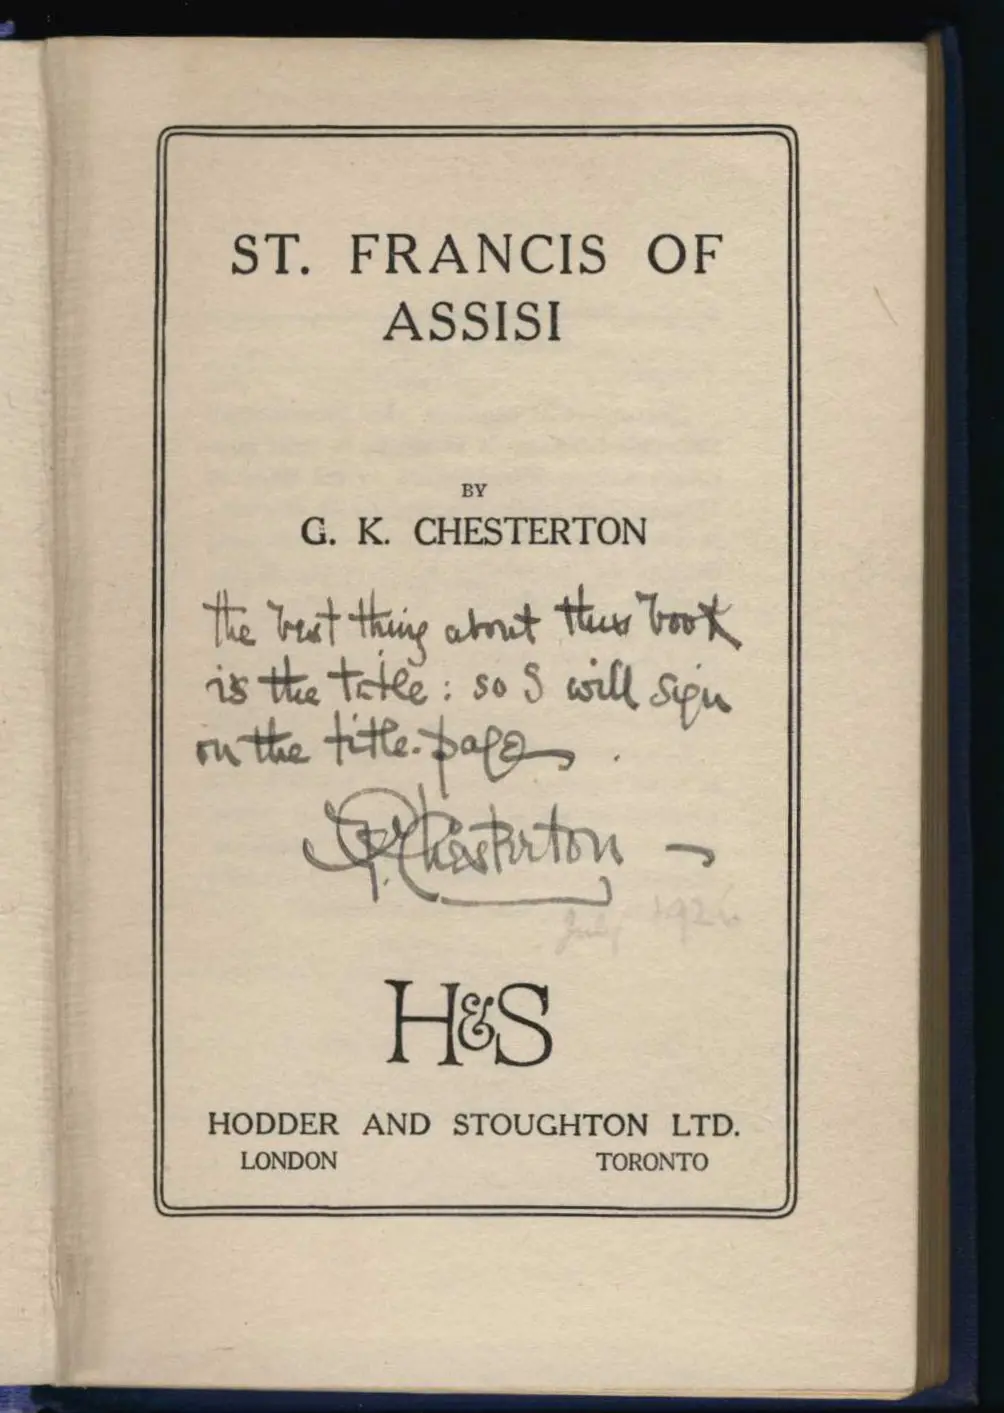 ST. FRANCIS OF
ASSISI
BY
G. K. CHESTERTON
the best thing about this book
is the title: so I will sign
on the title-page.
GKChesterton
July 1926
H&S
HODDER AND STOUGHTON LTD.
LONDON TORONTO